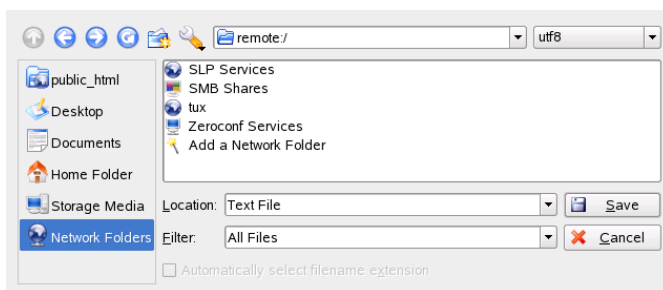 remote:/
utf8
public_html
Desktop
Documents
Home Folder
Storage Media
Network Folders
SLP Services
SMB Shares
tux
Zeroconf Services
Add a Network Folder
Location: Text File
Save
Filter: All Files
Cancel
Automatically select filename extension